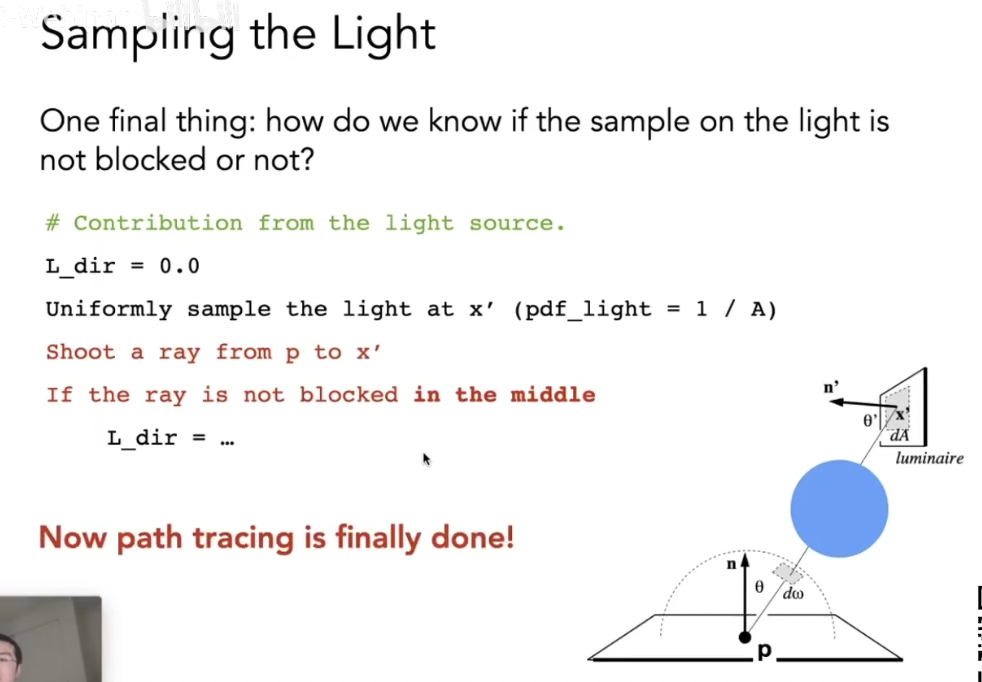 Sampling the Light
One final thing: how do we know if the sample on the light is
not blocked or not?
# Contribution from the light source.
L_dir = 0.0
Uniformly sample the light at x′ (pdf_light = 1 / A)
Shoot a ray from p to x′
If the ray is not blocked in the middle
L_dir = …
Now path tracing is finally done!
n’
θ’
x’
dA
luminaire
n
θ
dω
p